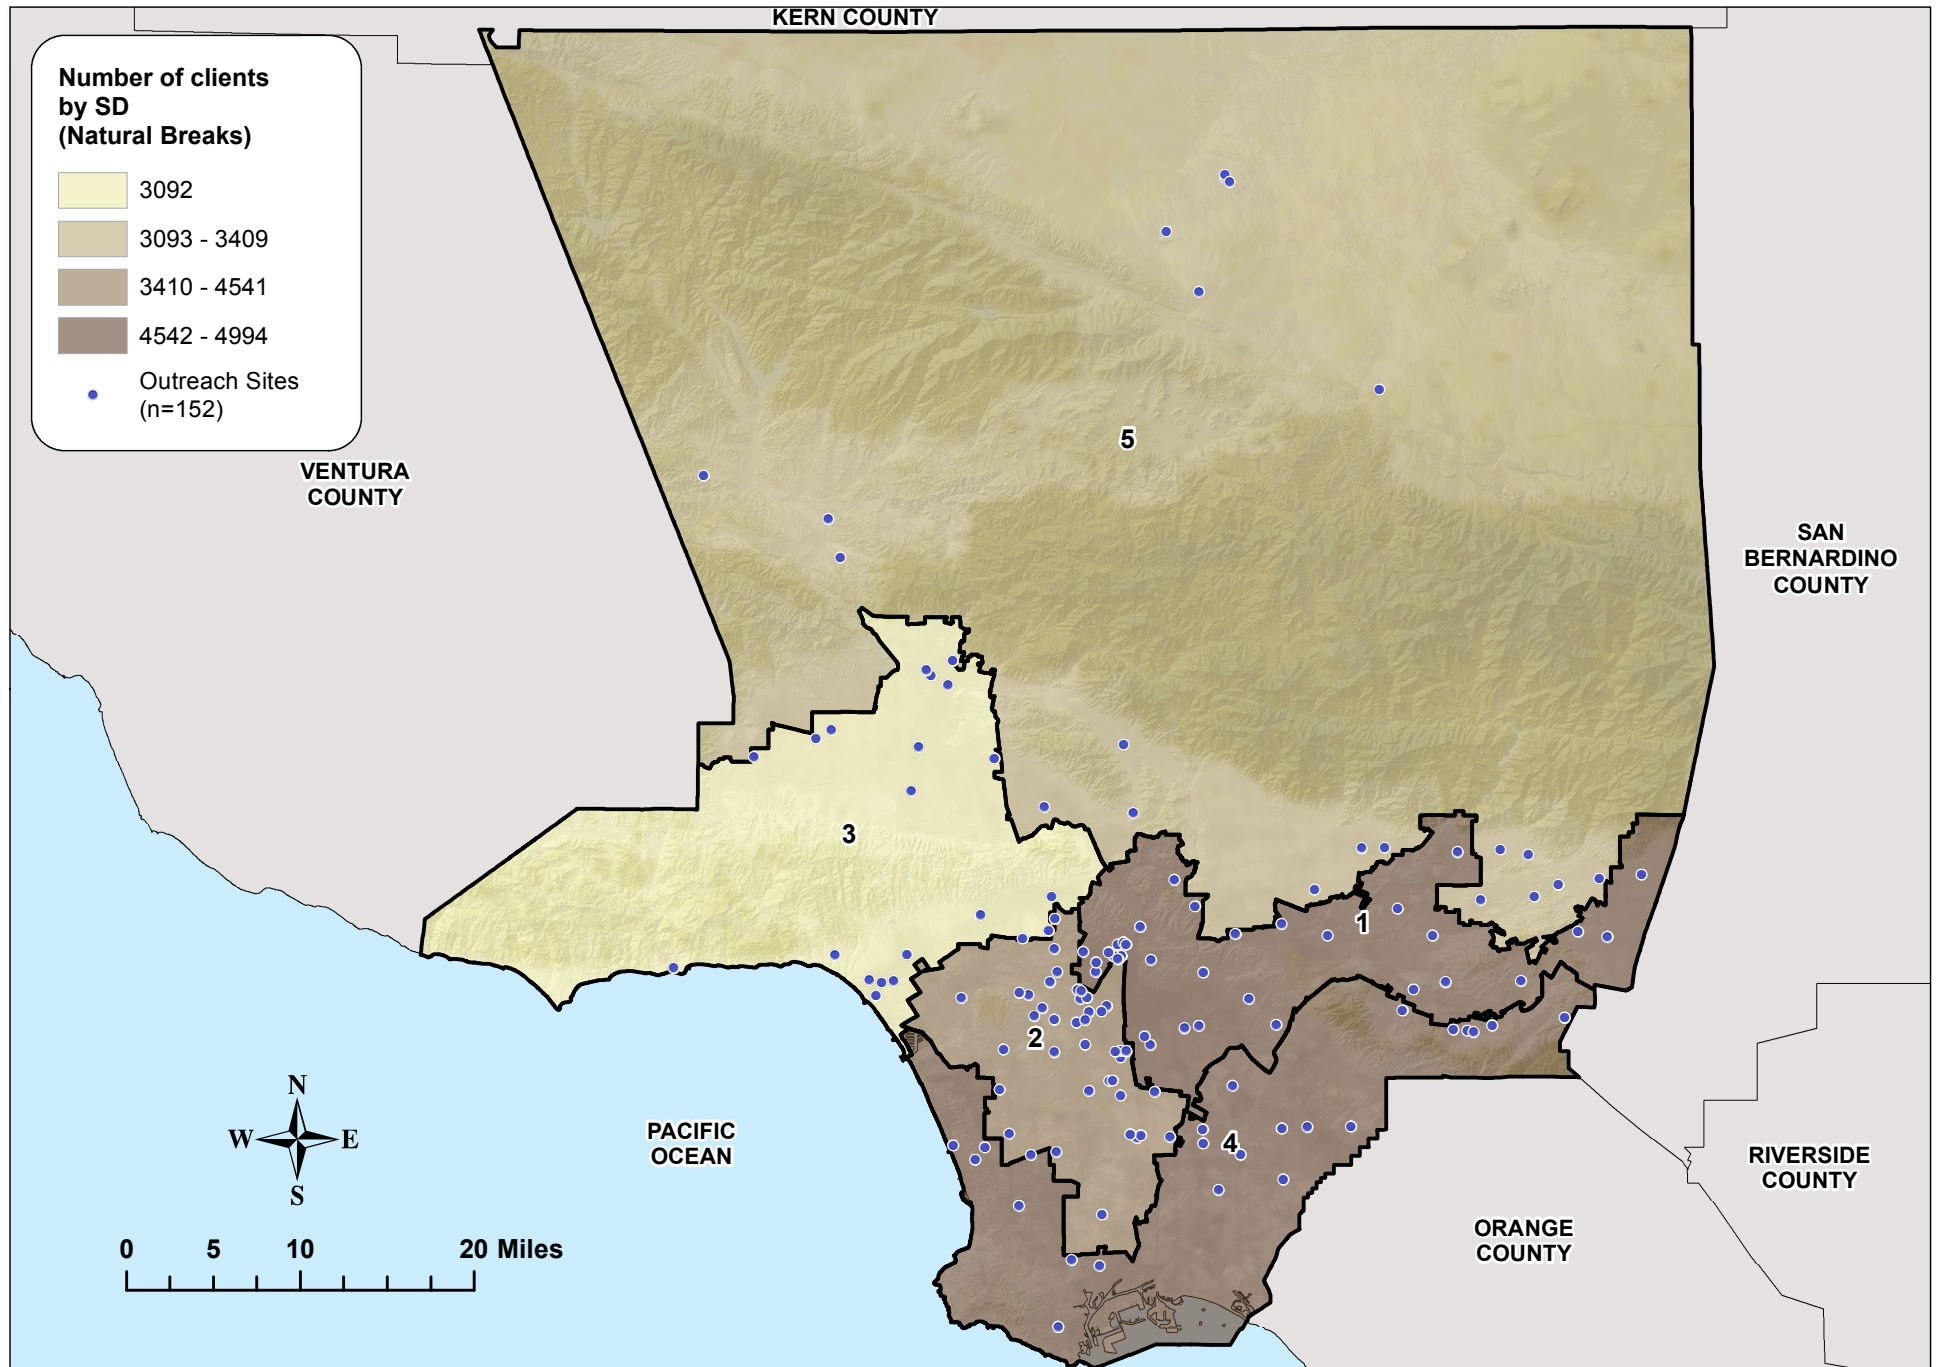 KERN COUNTY
Number of clients
by SD
(Natural Breaks)
3092
3093 - 3409
3410 - 4541
4542 - 4994
Outreach Sites
(n=152)
5
VENTURA
COUNTY
SAN
BERNARDINO
COUNTY
3
1
2
N
W E
S
PACIFIC
OCEAN
4
RIVERSIDE
COUNTY
ORANGE
COUNTY
0 5 10 20 Miles